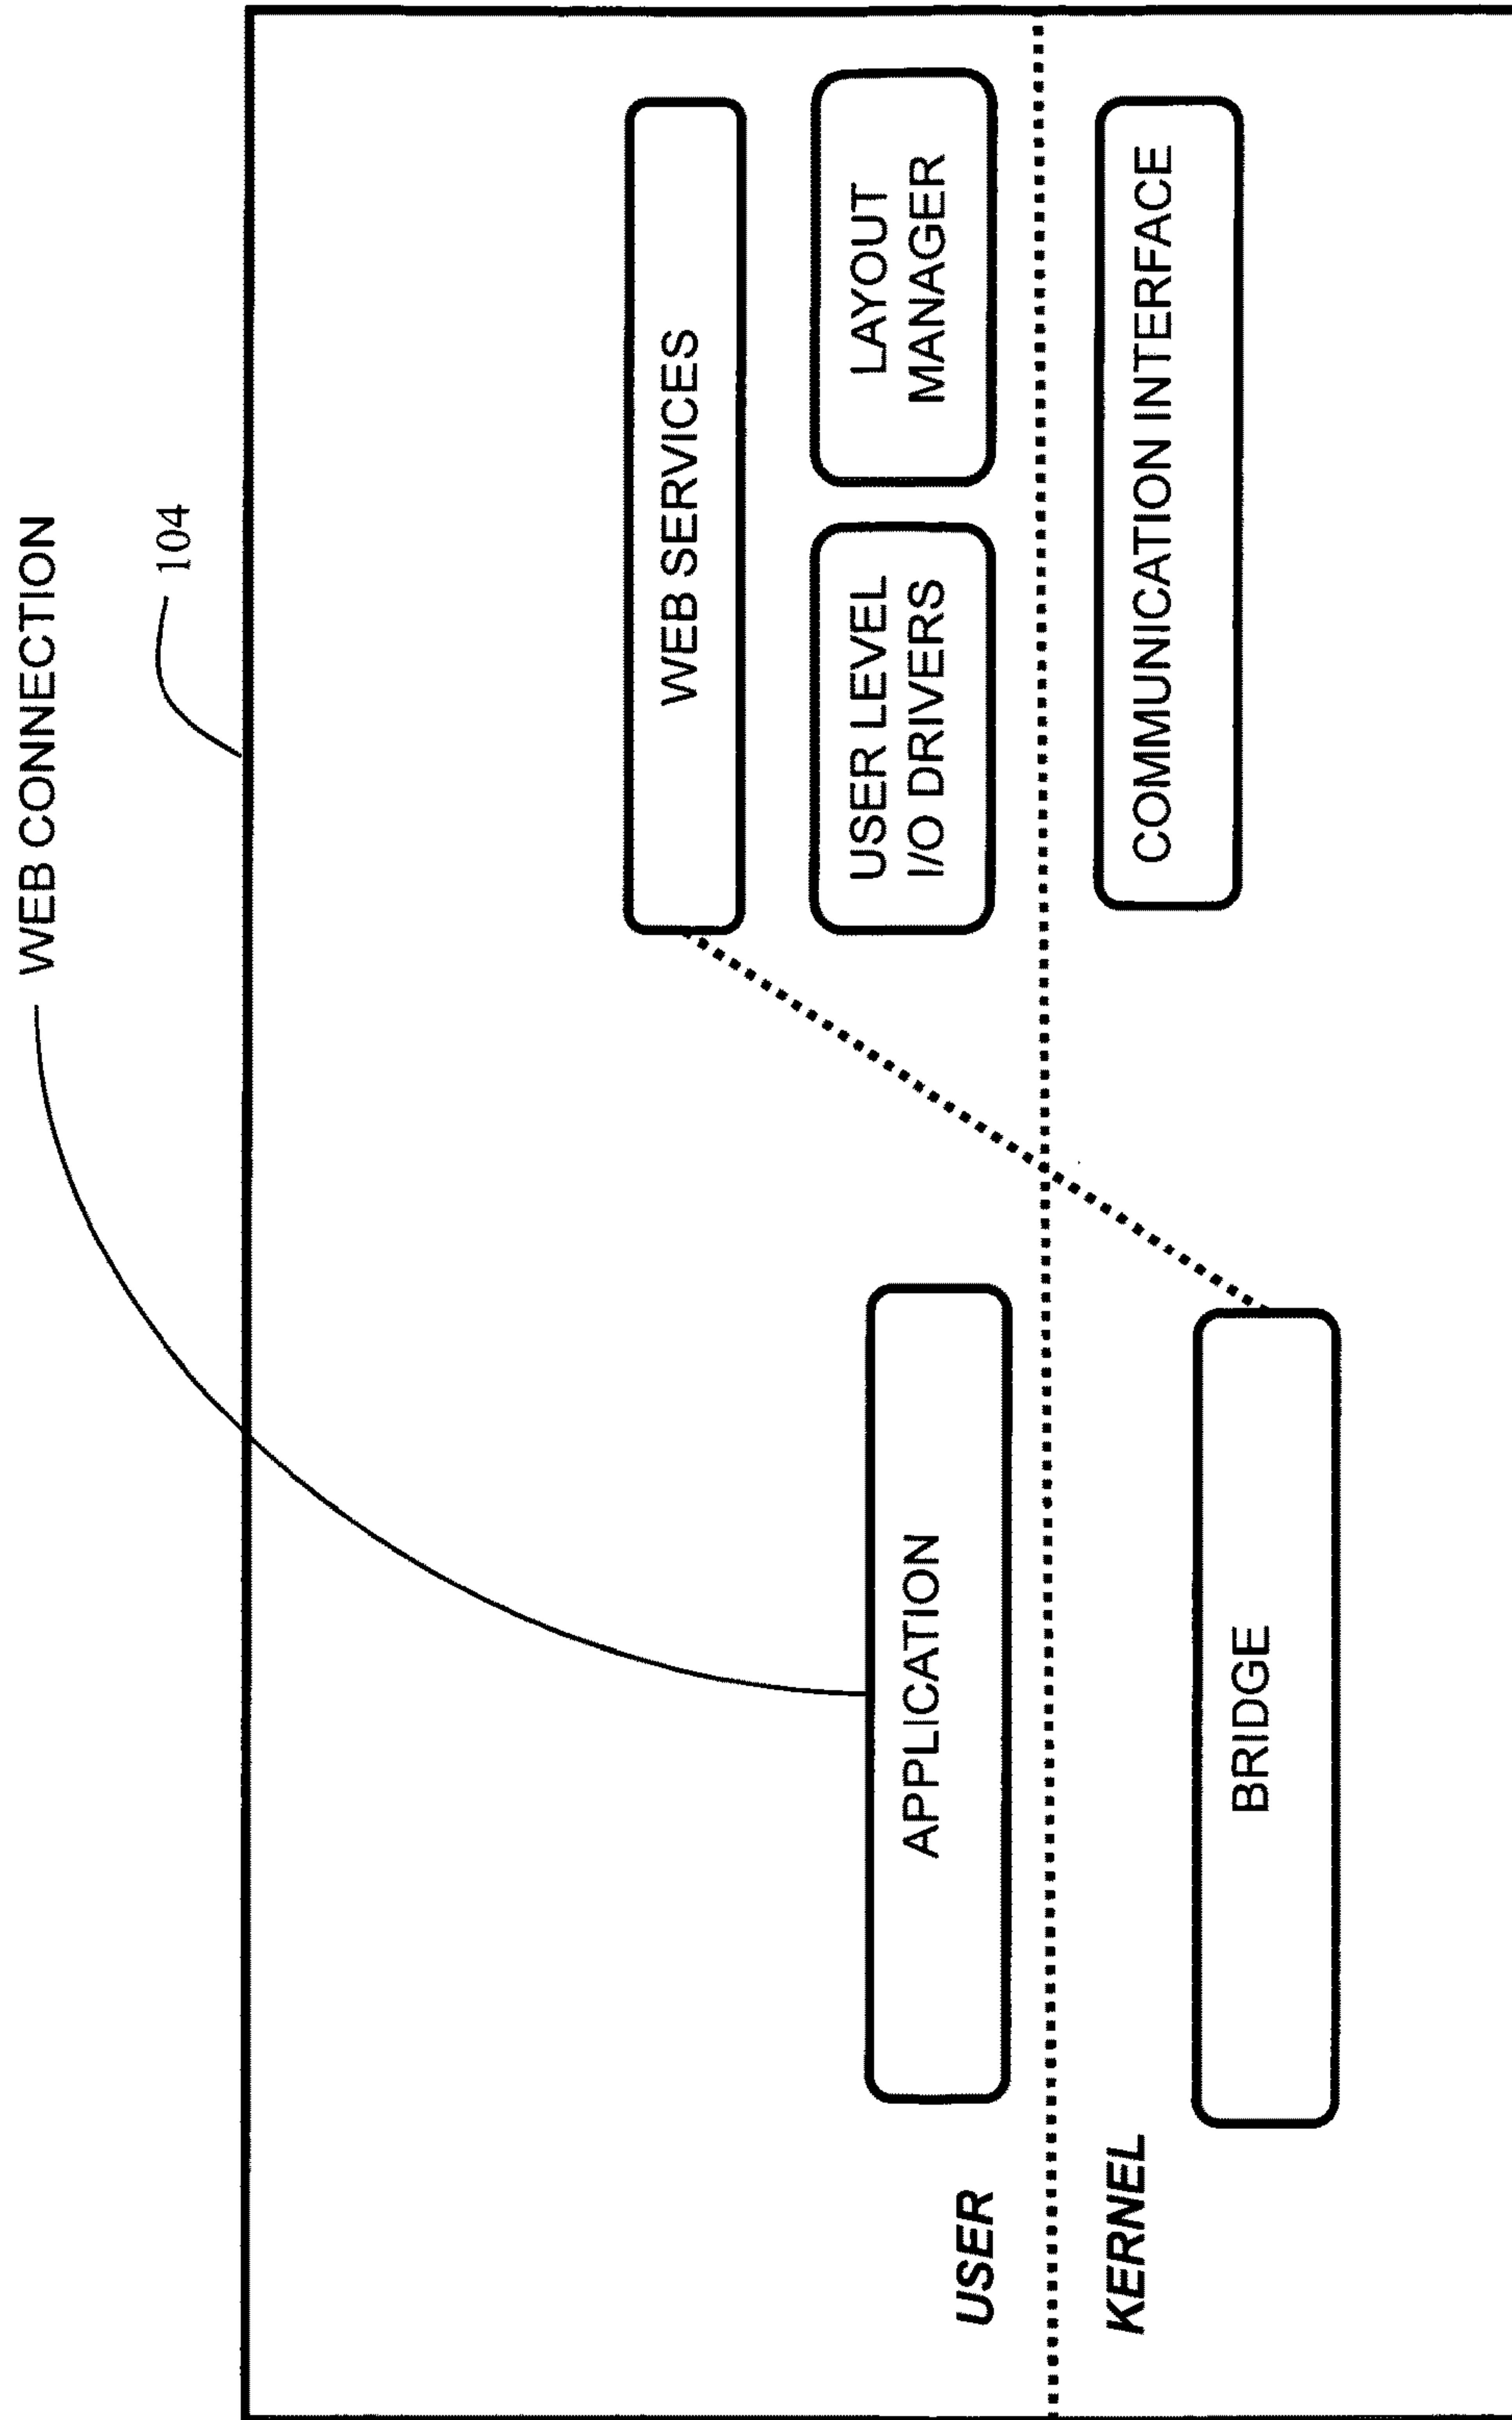 WEB CONNECTION
104
WEB SERVICES
USER LEVEL
I/O DRIVERS
LAYOUT
MANAGER
APPLICATION
USER
KERNEL
COMMUNICATION INTERFACE
BRIDGE